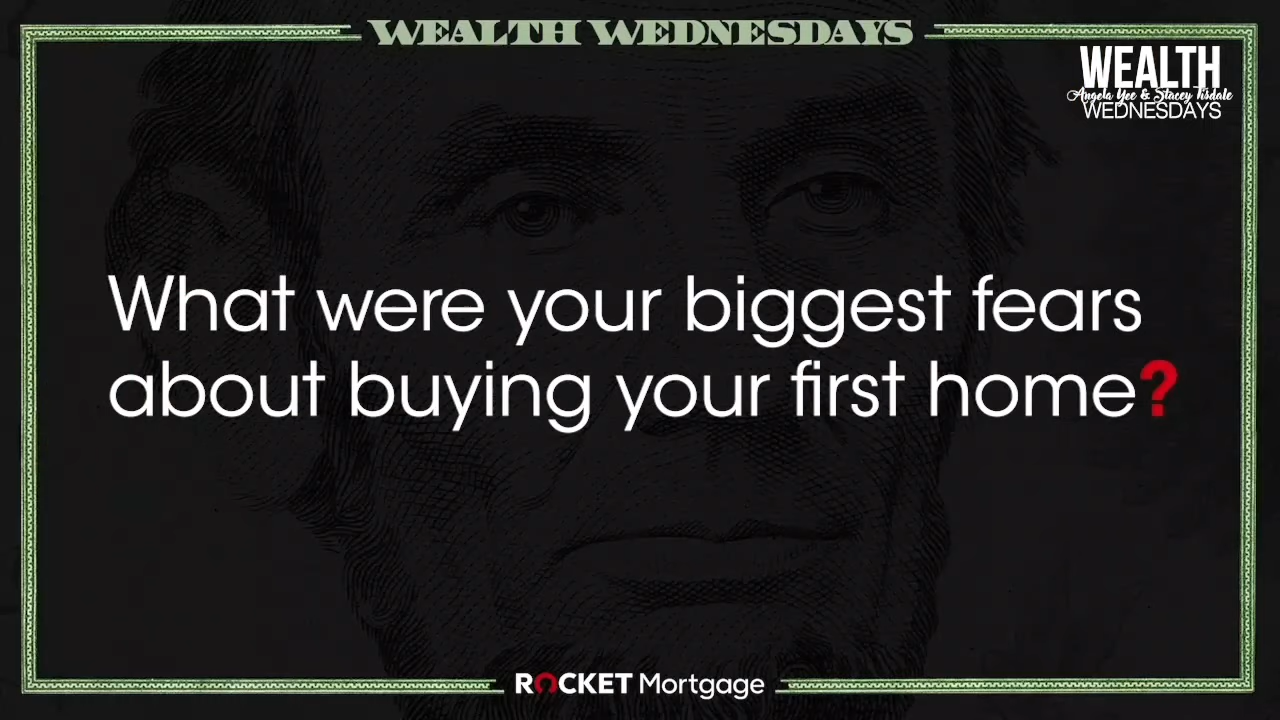 WEALTH WEDNESDAYS
WEALTH
Angela Yee & Stacey Tisdale
WEDNESDAYS
What were your biggest fears
about buying your first home?
ROCKET Mortgage